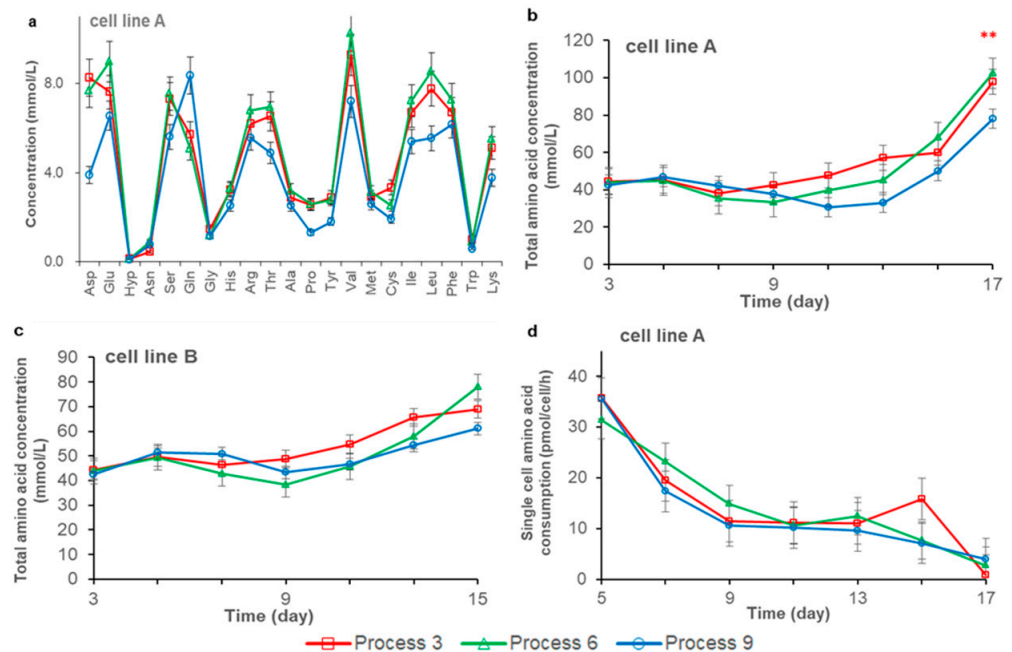 a
cell line A
Concentration (mmol/L)
8.0
4.0
0.0
Asp
Glu
Hyp
Asn
Ser
Gln
Gly
His
Arg
Thr
Ala
Pro
Tyr
Val
Met
Cys
Ile
Leu
Phe
Trp
Lys
b
cell line A
**
Total amino acid concentration
(mmol/L)
120
100
80
60
40
20
0
3
9
17
Time (day)
c
cell line B
Total amino acid concentration
(mmol/L)
90
80
70
60
50
40
30
20
10
0
3
9
15
Time (day)
d
cell line A
Single cell amino acid
consumption (pmol/cell/h)
40
30
20
10
0
5
9
13
17
Time (day)
Process 3
Process 6
Process 9